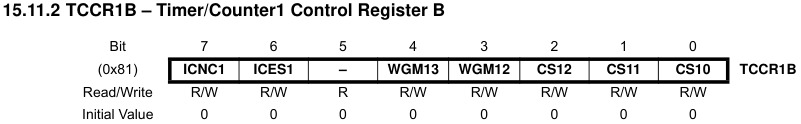 15.11.2 TCCR1B – Timer/Counter1 Control Register B
Bit 7 6 5 4 3 2 1 0
(0x81) ICNC1 ICES1 – WGM13 WGM12 CS12 CS11 CS10 TCCR1B
Read/Write R/W R/W R R/W R/W R/W R/W R/W
Initial Value 0 0 0 0 0 0 0 0